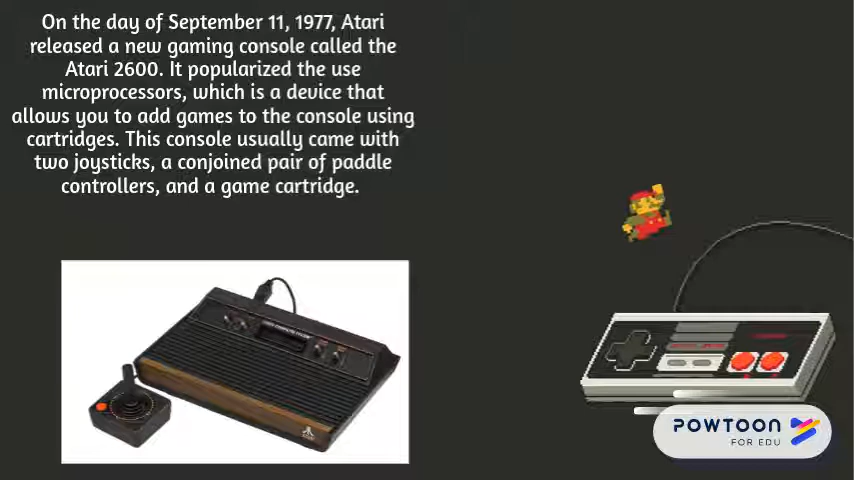 On the day of September 11, 1977, Atari
released a new gaming console called the
Atari 2600. It popularized the use
microprocessors, which is a device that
allows you to add games to the console using
cartridges. This console usually came with
two joysticks, a conjoined pair of paddle
controllers, and a game cartridge.
POWTOON
FOR EDU